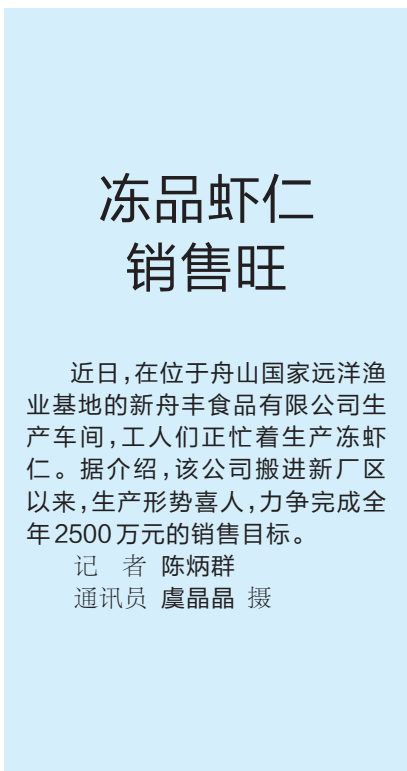 冻品虾仁
销售旺
近日，在位于舟山国家远洋渔
业基地的新舟丰食品有限公司生
产车间，工人们正忙着生产冻虾
仁。据介绍，该公司搬进新厂区
以来，生产形势喜人，力争完成全
年2500万元的销售目标。
记　者 陈炳群
通讯员 虞晶晶 摄